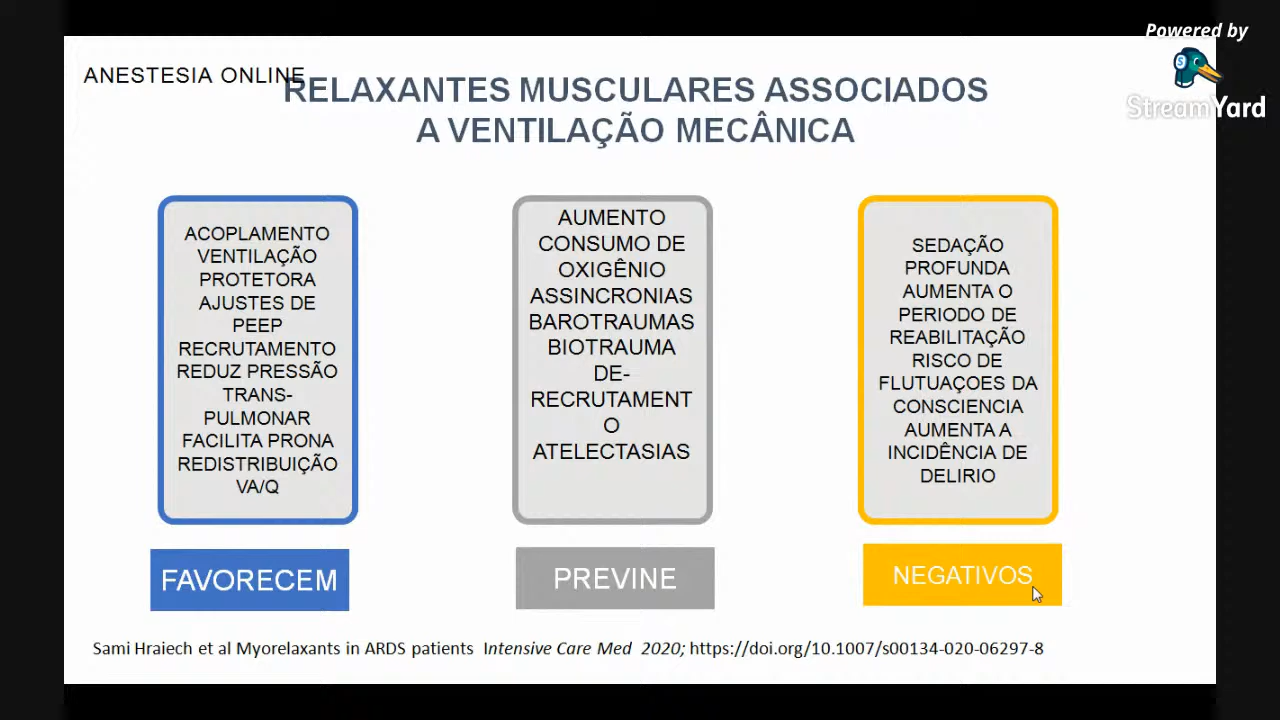 Powered by
StreamYard
ANESTESIA ONLINE
RELAXANTES MUSCULARES ASSOCIADOS
A VENTILAÇÃO MECÂNICA
ACOPLAMENTO
VENTILAÇÃO
PROTETORA
AJUSTES DE
PEEP
RECRUTAMENTO
REDUZ PRESSÃO
TRANS-
PULMONAR
FACILITA PRONA
REDISTRIBUIÇÃO
VA/Q
FAVORECEM
AUMENTO
CONSUMO DE
OXIGÊNIO
ASSINCRONIAS
BAROTRAUMAS
BIOTRAUMA
DE-
RECRUTAMENT
O
ATELECTASIAS
PREVINE
SEDAÇÃO
PROFUNDA
AUMENTA O
PERIODO DE
REABILITAÇÃO
RISCO DE
FLUTUAÇOES DA
CONSCIENCIA
AUMENTA A
INCIDÊNCIA DE
DELIRIO
NEGATIVOS
Sami Hraiech et al Myorelaxants in ARDS patients Intensive Care Med 2020; https://doi.org/10.1007/s00134-020-06297-8